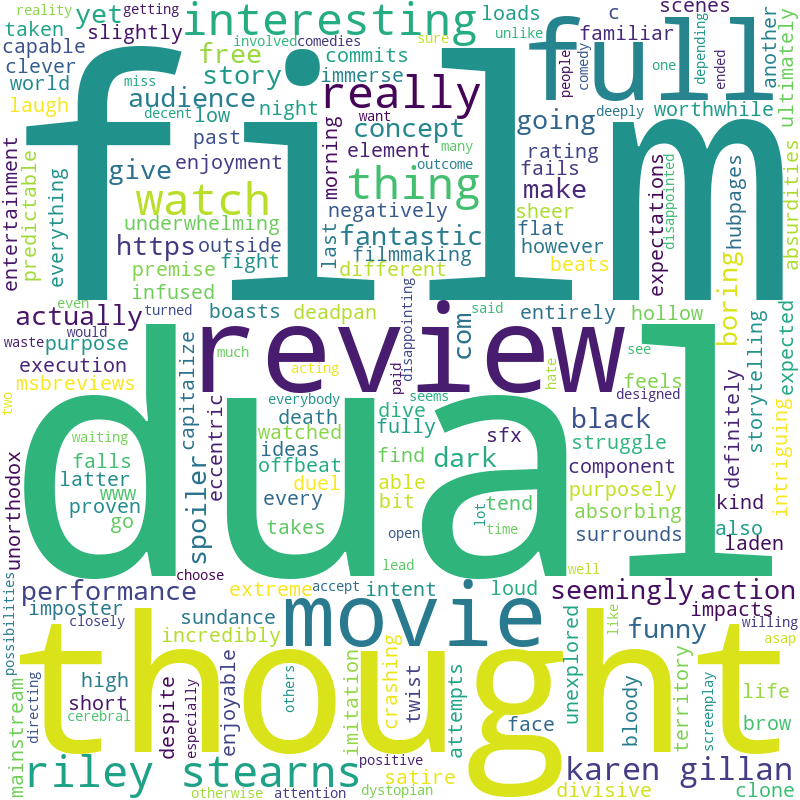 reality getting involved comedies sure loads c scenes
taken yet interesting unlike familiar full depending another ultimately
capable slightly free commits people comedy one ended
clever story immerse really
world audience low night want concept going worthwhile deeply
laugh past morning element many rating
give enjoyment outcome fails make expectations disappointed hubpages absurdities
entertainment predictable everything watch negatively thing sheer
film
underwhelming last fantastic flat
https outside filmmaking however
premise fight different beats boring
infused
even turned boasts deadpan said entirely hollow expected
actually would review com see storytelling
waste purpose much disappointing
execution capitalize acting paid hate feels intriguing
msbreviews eccentric everybody seems designed definitely
two death dive black
dual
waiting watched fully struggle
falls ideas find sfx dark component
latter spoiler offbeat able duel purposely kind
www every bit tend absorbing also
go takes open lot time surrounds laden
unorthodox lead well
choose accept
performance extreme intent loud seemingly action
possibilities imposter sundance movie impacts willing
closely incredibly funny like asap
thought
mainstream directing high enjoyable imitation crashing twist attempts unexplored bloody territory screenplay life
short despite especially others face brow
cerebral
riley stearns positive satire karen gillan
otherwise attention dystopian divisive clone
miss
decent